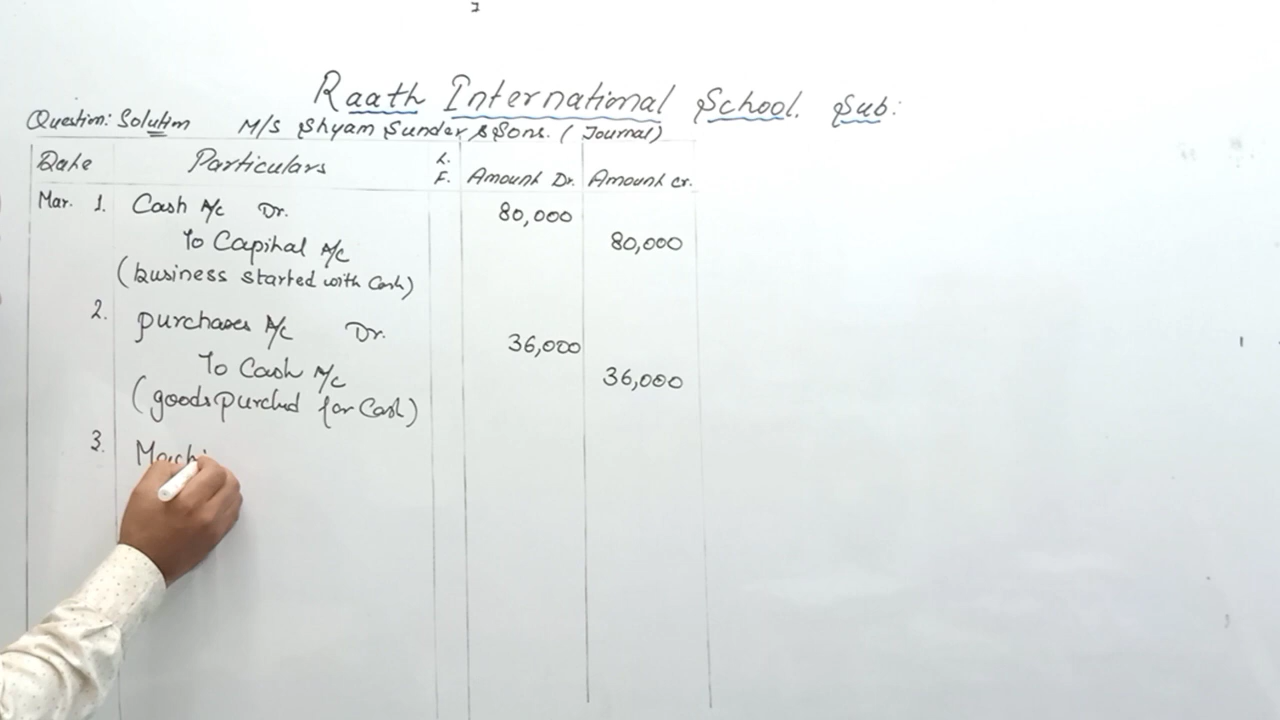 Raath International School. Sub:
Question: Solution M/S Shyam Sunder & Sons. (Journal)
Date Particulars L. F. Amount Dr. Amount cr.
Mar. 1. Cash A/c Dr. 80,000
To Capital A/c 80,000
(business started with Cash)
2. purchases A/c Dr. 36,000
To Cash A/c 36,000
(goods purched for Cash)
3. Machi